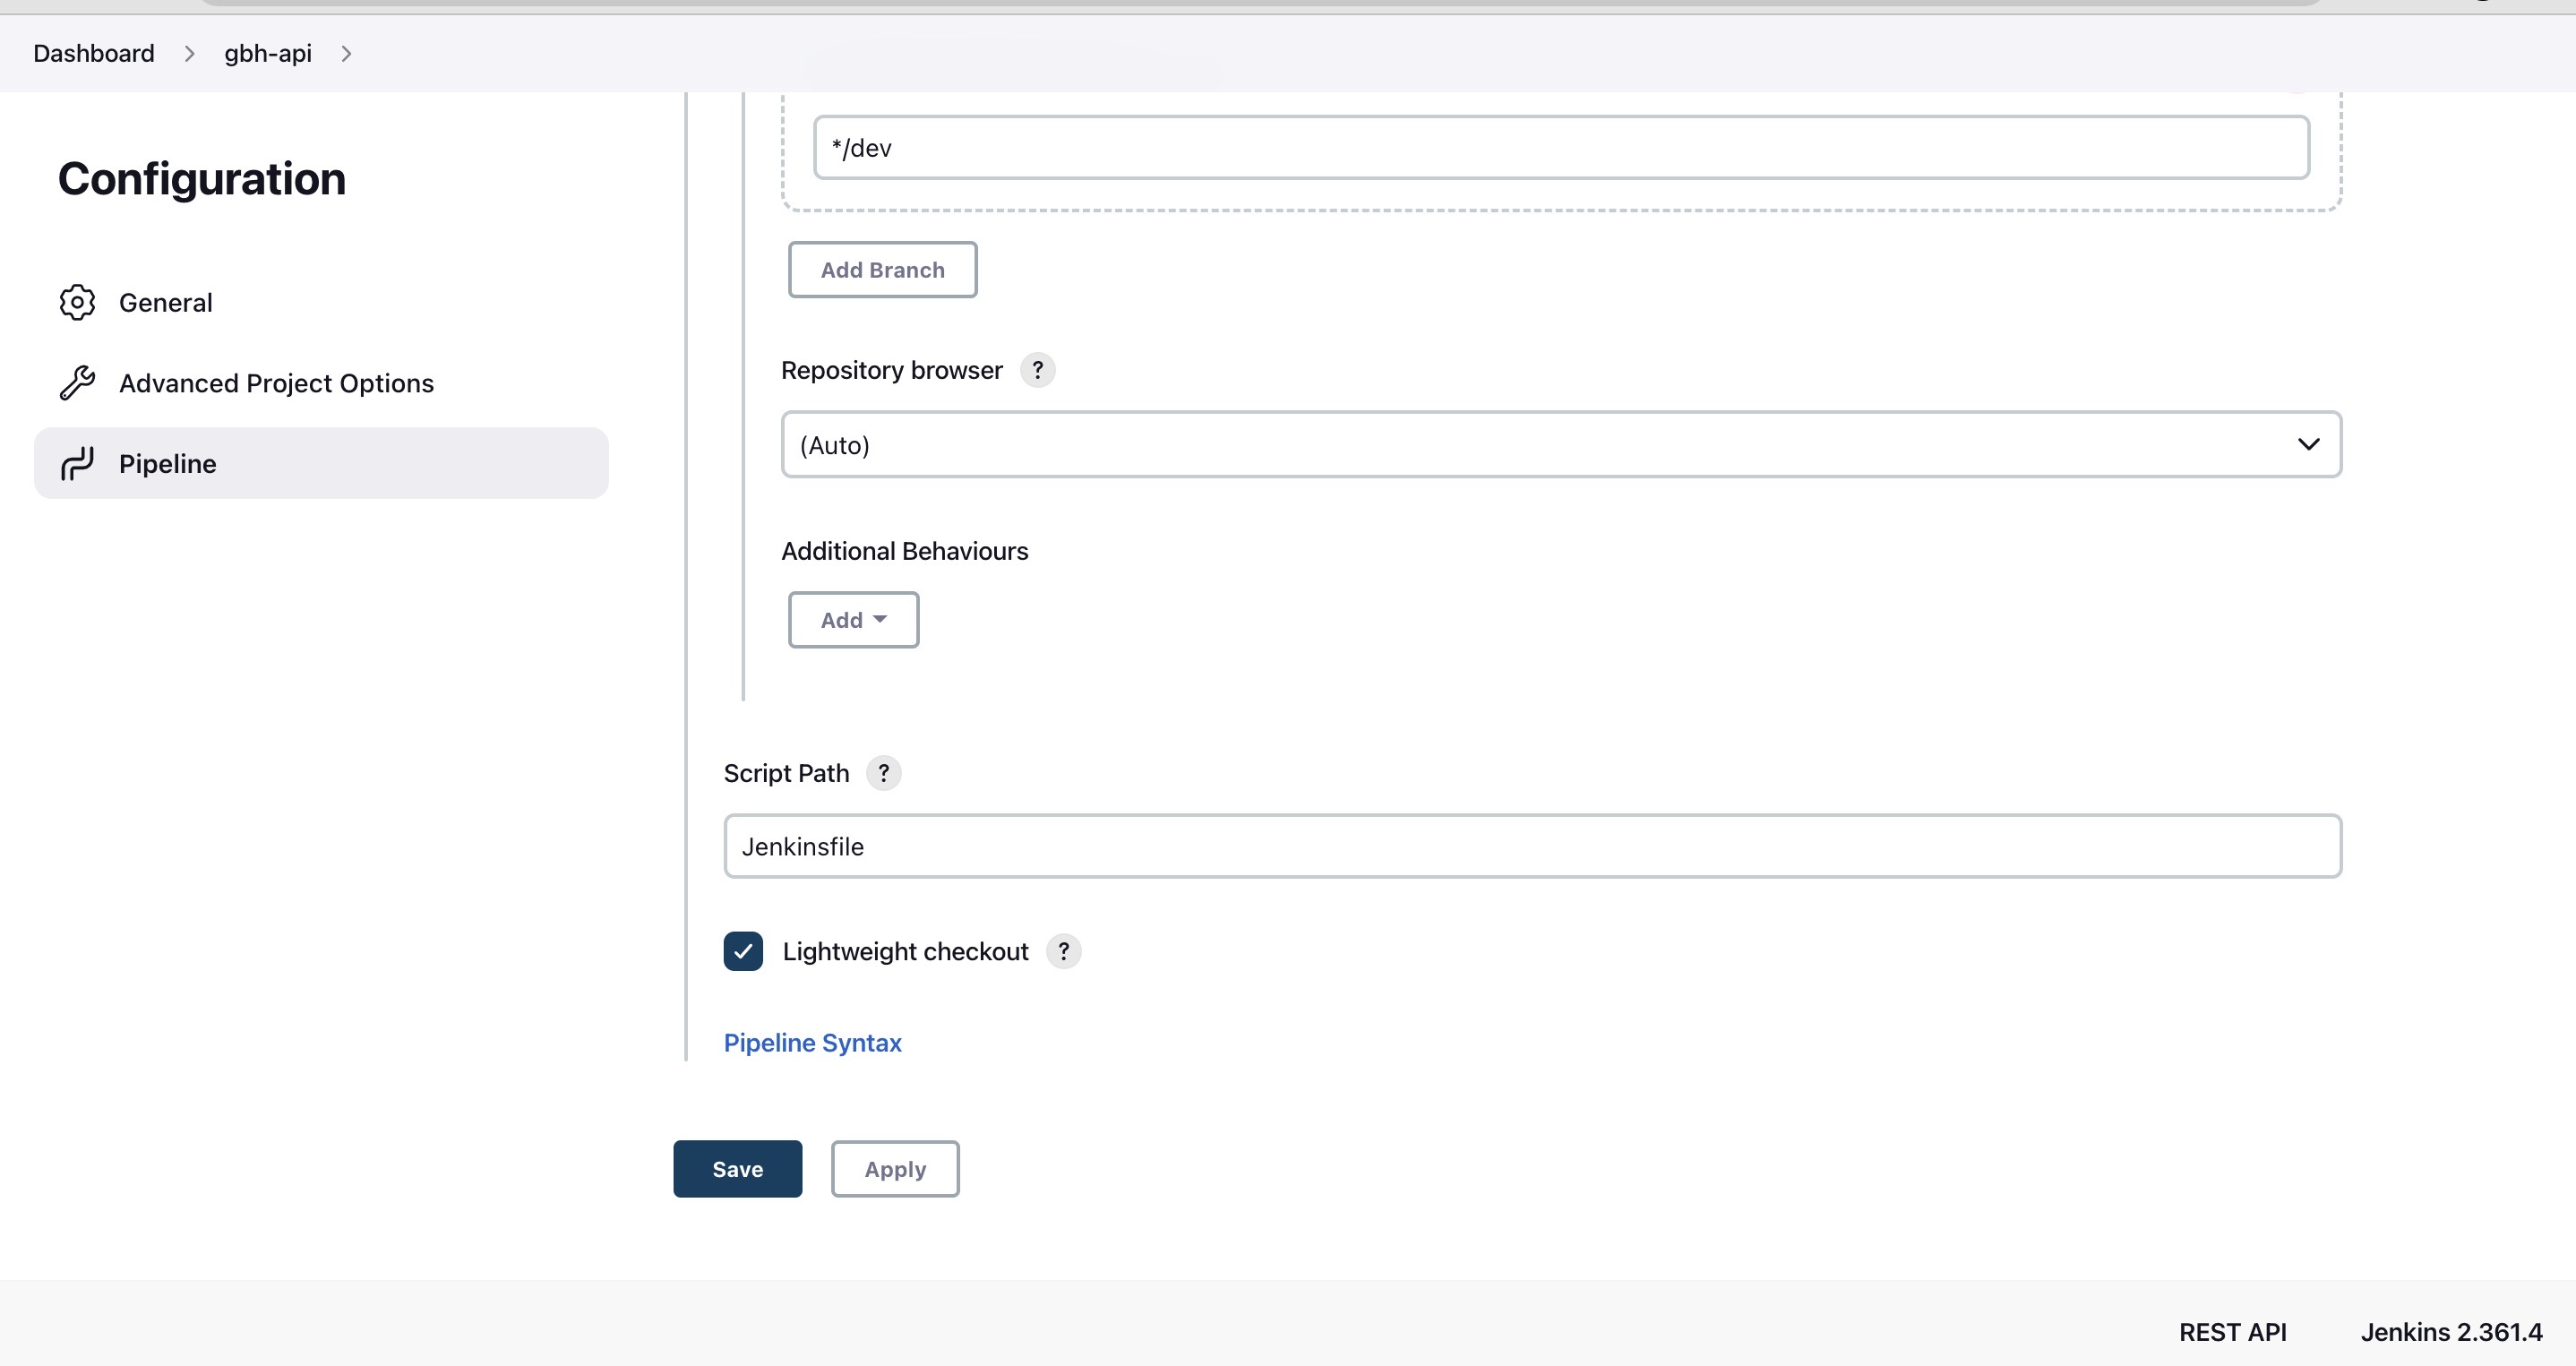 Dashboard > gbh-api >
Configuration
General
Advanced Project Options
Pipeline
*/dev
Add Branch
Repository browser ?
(Auto)
Additional Behaviours
Add
Script Path ?
Jenkinsfile
Lightweight checkout ?
Pipeline Syntax
Save Apply
REST API Jenkins 2.361.4